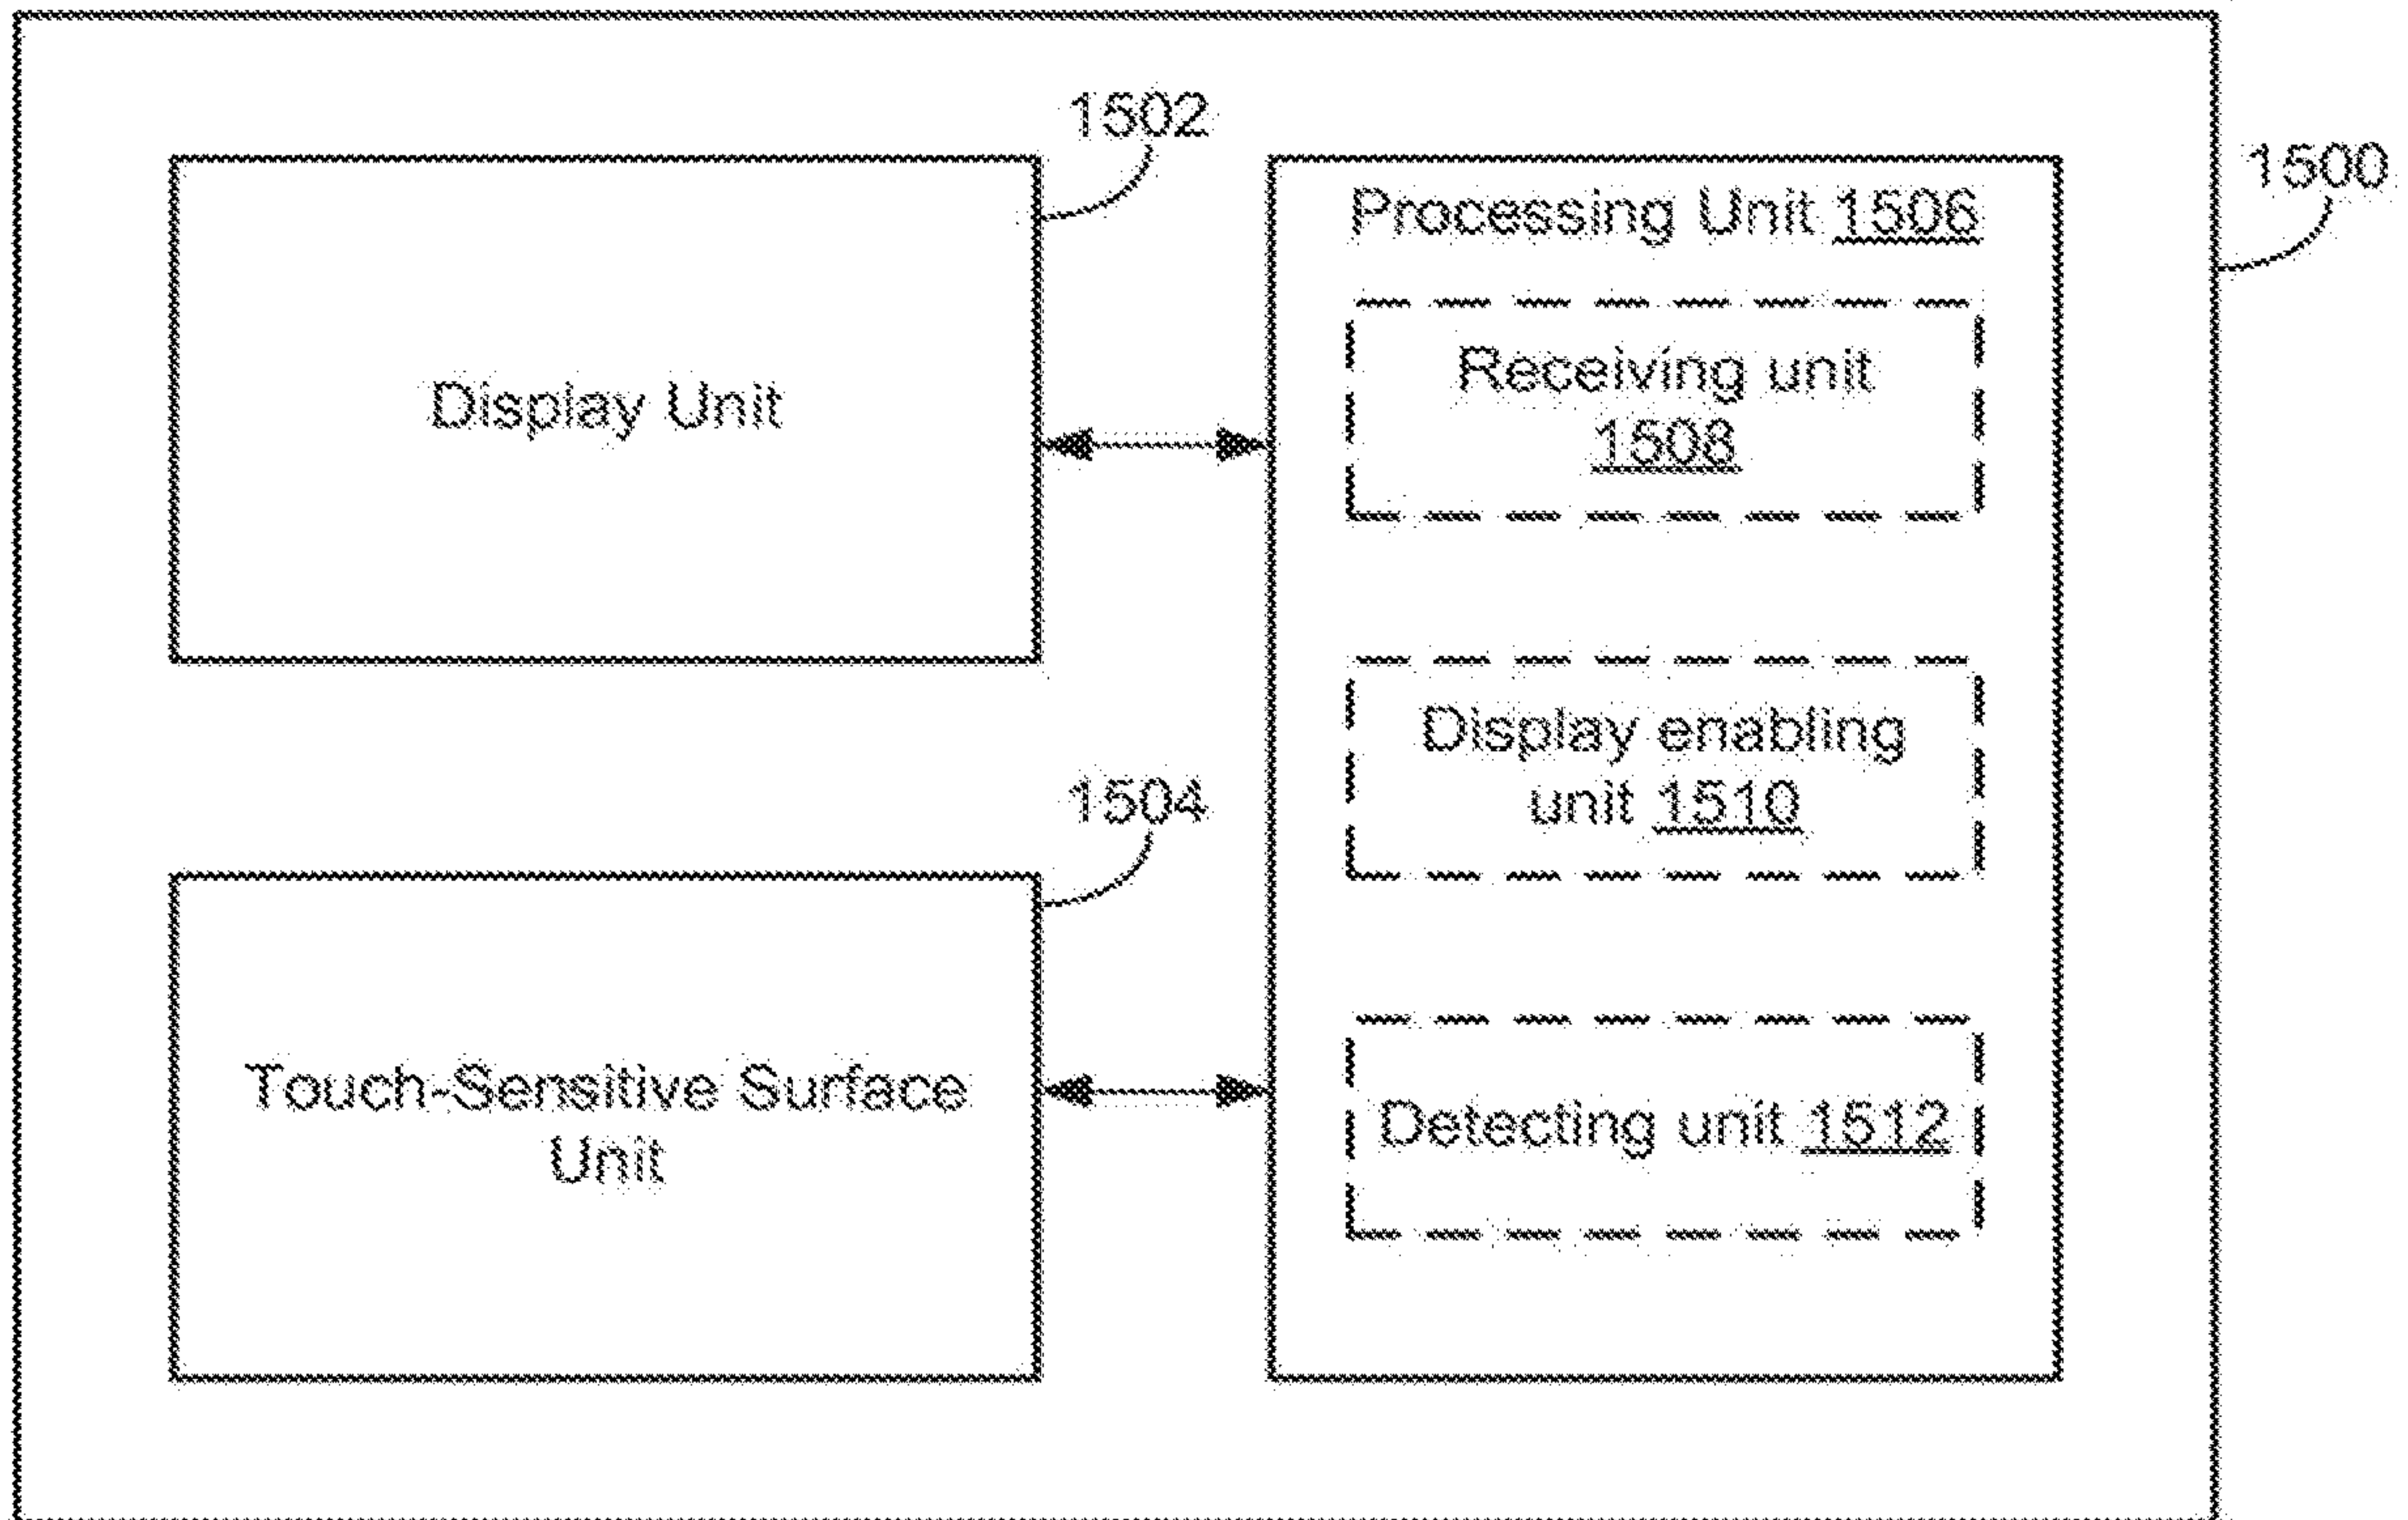 1502
1500
Processing Unit 1506
Receiving unit
1508
Display Unit
Display enabling
unit 1510
1504
Touch-Sensitive Surface
Unit
Detecting unit 1512